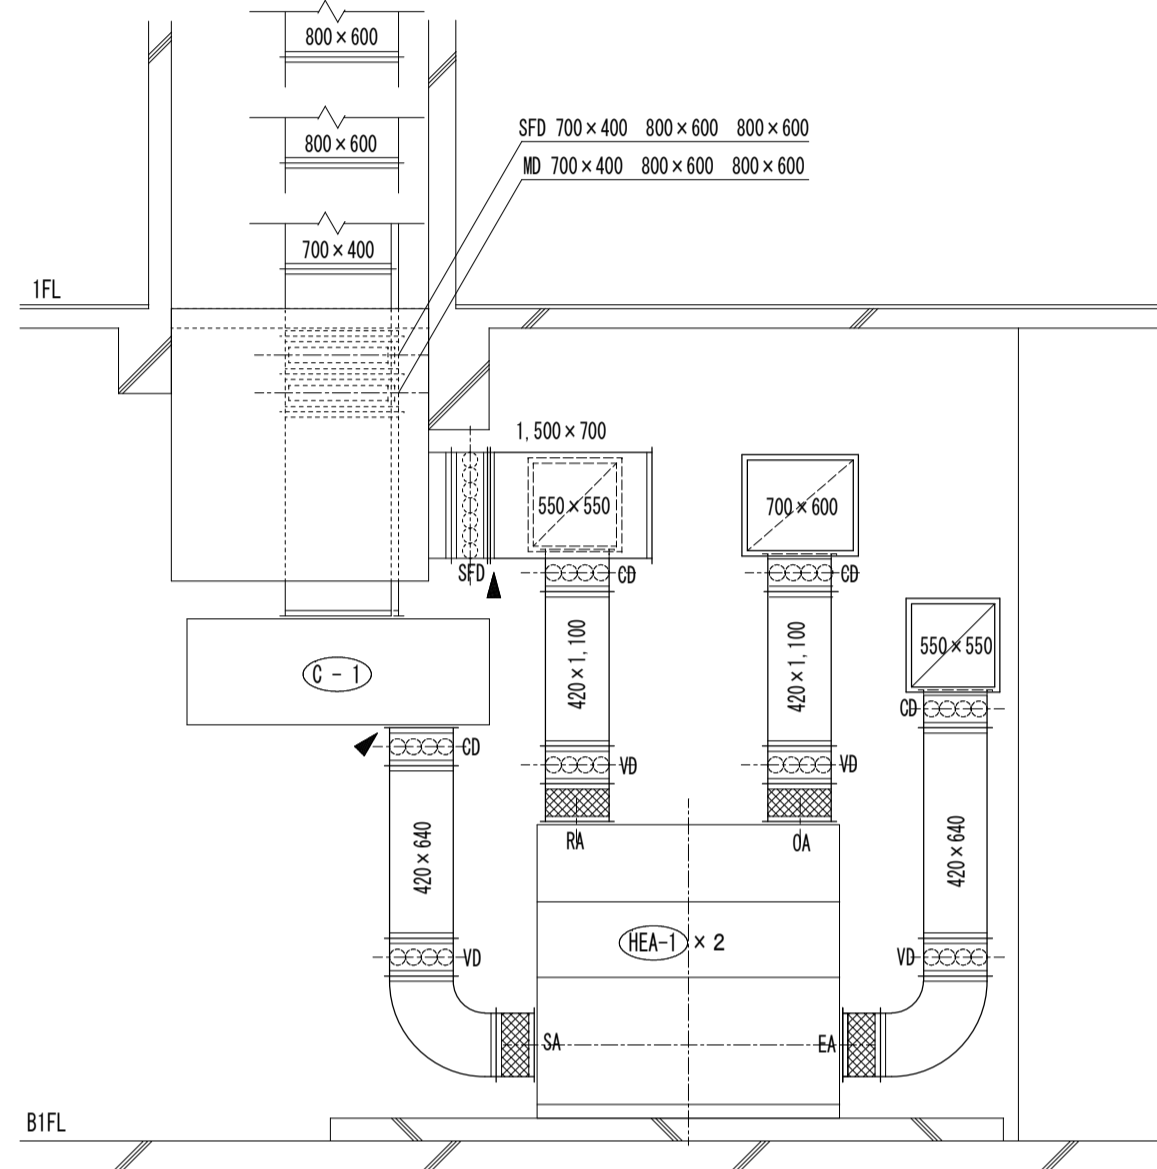 800×600
SFD 700×400 800×600 800×600
800×600
MD 700×400 800×600 800×600
700×400
1FL
1,500×700
550×550
700×600
SFD
CD
CD
420×1,100
420×1,100
550×550
C-1
CD
CD
VD
VD
420×640
RA
OA
420×640
HEA-1 ×2
VD
VD
SA
EA
B1FL